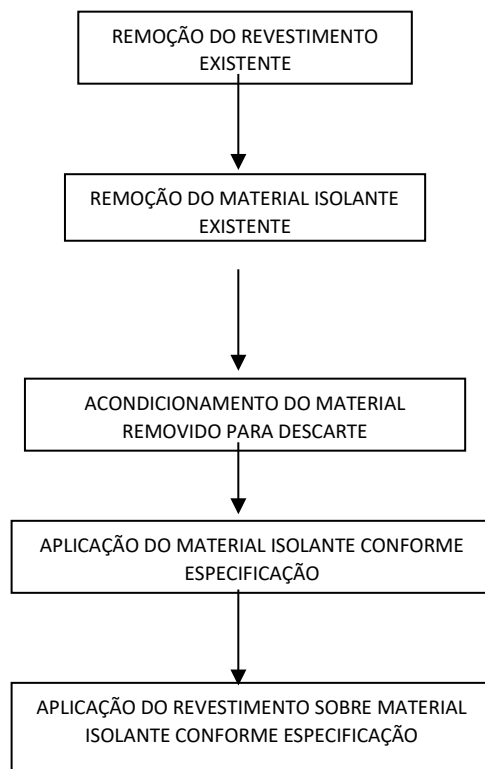 REMOÇÃO DO REVESTIMENTO
EXISTENTE
REMOÇÃO DO MATERIAL ISOLANTE
EXISTENTE
ACONDICIONAMENTO DO MATERIAL
REMOVIDO PARA DESCARTE
APLICAÇÃO DO MATERIAL ISOLANTE CONFORME
ESPECIFICAÇÃO
APLICAÇÃO DO REVESTIMENTO SOBRE MATERIAL
ISOLANTE CONFORME ESPECIFICAÇÃO